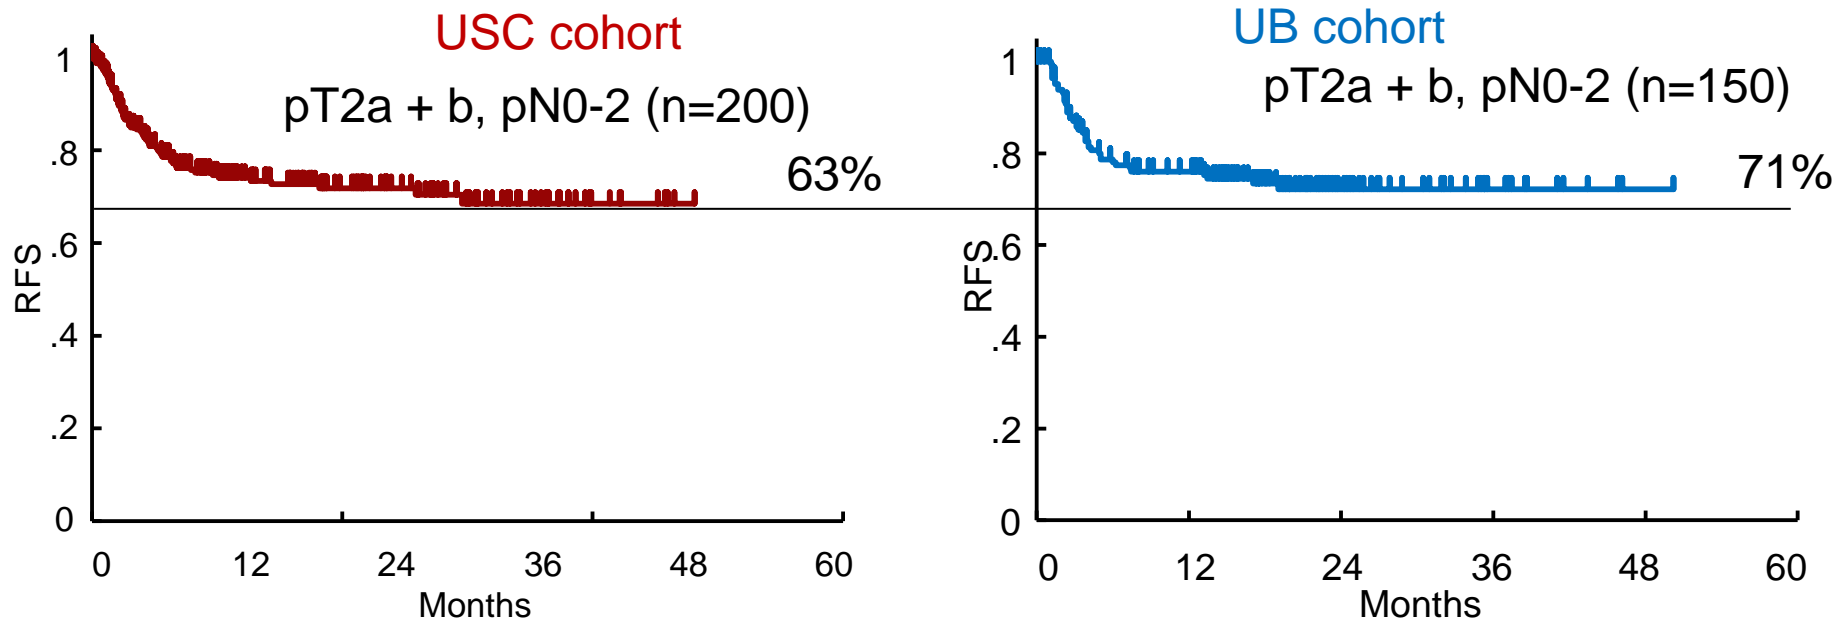 USC cohort
pT2a + b, pN0-2 (n=200)
63%
RFS
1
.8
.6
.4
.2
0
0 12 24 36 48 60
Months
UB cohort
pT2a + b, pN0-2 (n=150)
71%
RFS
1
.8
.6
.4
.2
0
0 12 24 36 48 60
Months